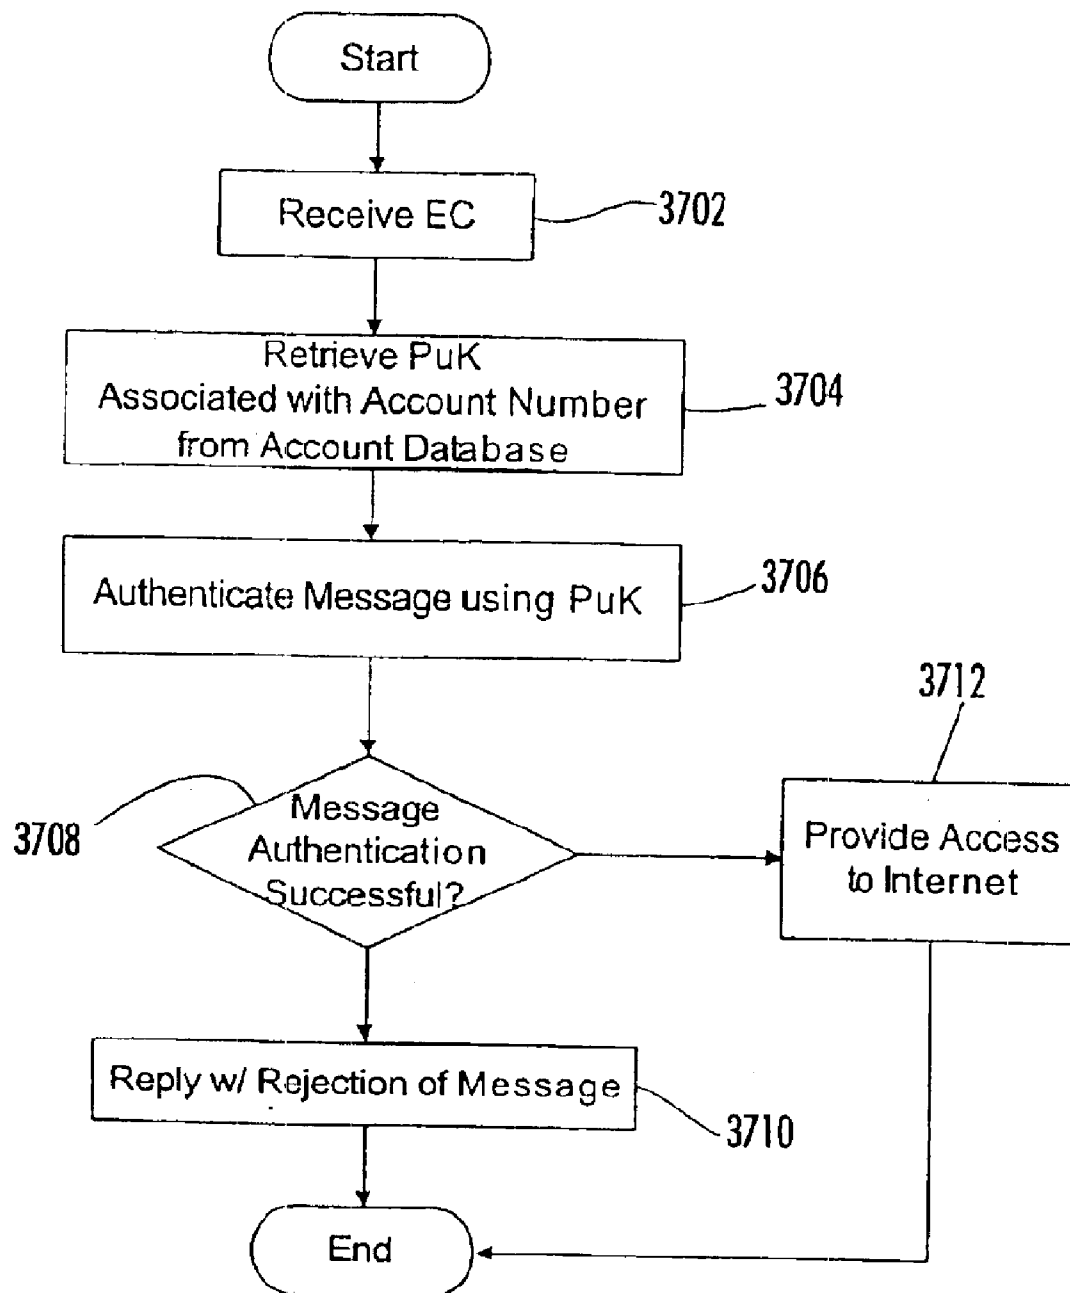 Start
Receive EC
3702
Retrieve PuK
Associated with Account Number
from Account Database
3704
Authenticate Message using PuK
3706
3712
Message
Authentication
Successful?
3708
Provide Access
to Internet
Reply w/ Rejection of Message
3710
End